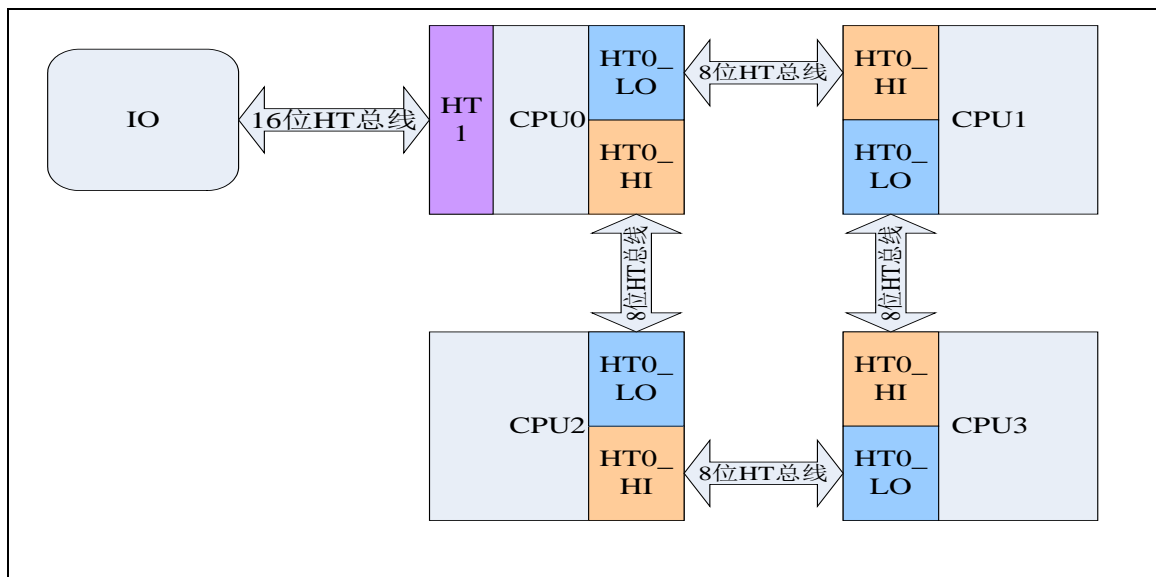 IO
16位HT总线
HT
1
CPU0
HT0_
LO
HT0_
HI
8位HT总线
HT0_
HI
HT0_
LO
CPU1
8位HT总线
8位HT总线
CPU2
HT0_
LO
HT0_
HI
8位HT总线
HT0_
HI
HT0_
LO
CPU3